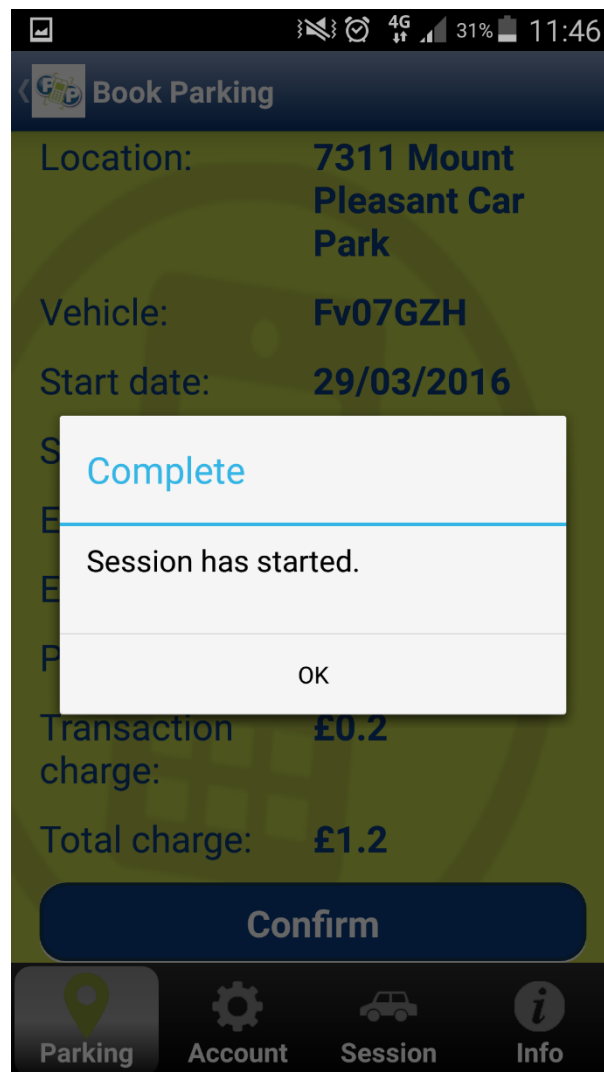 4G 31% 11:46
Book Parking
Location: 7311 Mount
Pleasant Car
Park
Vehicle: Fv07GZH
Start date: 29/03/2016
S
Complete
E
Session has started.
E
P
OK
Transaction £0.2
charge:
Total charge: £1.2
Confirm
Parking Account Session Info